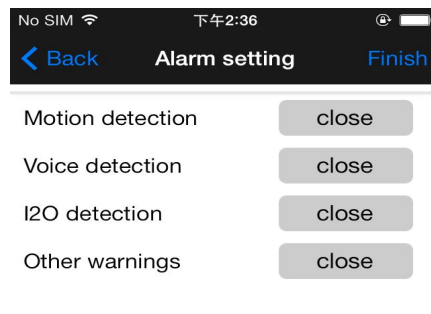 No SIM 下午2:36
Back Alarm setting Finish
Motion detection close
Voice detection close
I2O detection close
Other warnings close